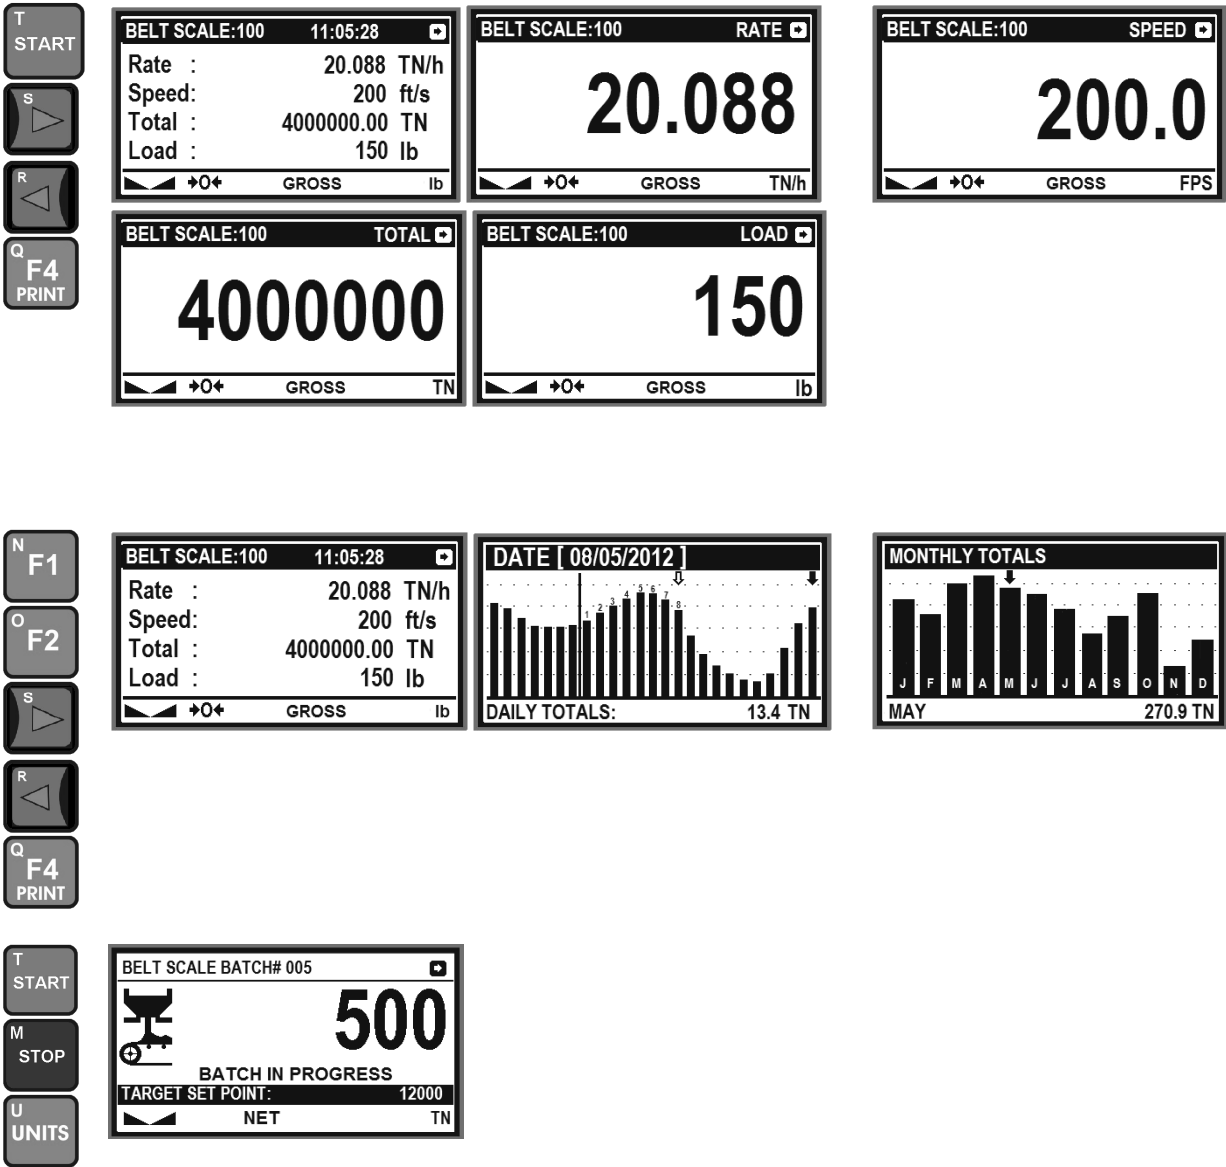 T
START
S
R
Q
F4
PRINT
BELT SCALE:100 11:05:28
Rate : 20.088 TN/h
Speed: 200 ft/s
Total : 4000000.00 TN
Load : 150 lb
→0← GROSS lb
BELT SCALE:100 RATE
20.088
→0← GROSS TN/h
BELT SCALE:100 SPEED
200.0
→0← GROSS FPS
BELT SCALE:100 TOTAL
4000000
→0← GROSS TN
BELT SCALE:100 LOAD
150
→0← GROSS lb
N
F1
O
F2
S
R
Q
F4
PRINT
BELT SCALE:100 11:05:28
Rate : 20.088 TN/h
Speed: 200 ft/s
Total : 4000000.00 TN
Load : 150 lb
→0← GROSS lb
DATE [ 08/05/2012 ]
1 2 3 4 5 6 7 8
DAILY TOTALS: 13.4 TN
MONTHLY TOTALS
J F M A M J J A S O N D
MAY 270.9 TN
T
START
M
STOP
U
UNITS
BELT SCALE BATCH# 005
500
BATCH IN PROGRESS
TARGET SET POINT: 12000
NET TN